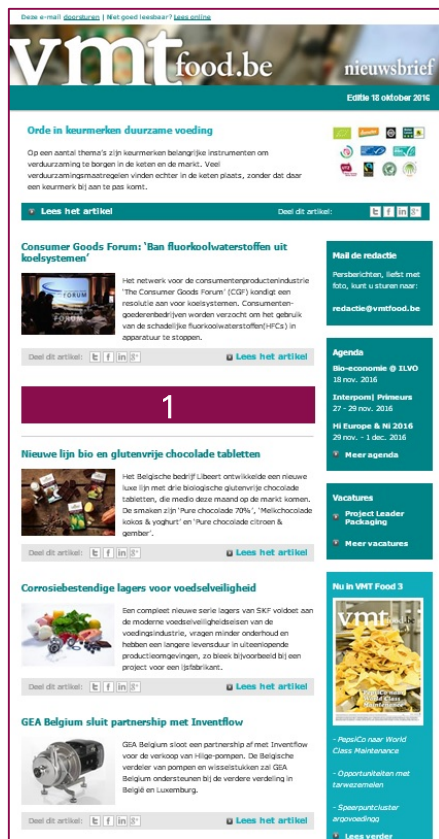 Deze e-mail doorsturen | Niet goed leesbaar? Lees online
vmt food.be nieuwsbrief
Editie 18 oktober 2016
Orde in keurmerken duurzame voeding
Op een aantal thema's zijn keurmerken belangrijke instrumenten om
verduurzaming te borgen in de keten en de markt. Veel
verduurzamingsmaatregelen vinden echter in de keten plaats, zonder dat daar
een keurmerk bij aan te pas komt.
Lees het artikel
Deel dit artikel:
Consumer Goods Forum: 'Ban fluorkoolwaterstoffen uit
koelsystemen'
FORUM
Het netwerk voor de consumentenproductenindustrie
'The Consumer Goods Forum' (CGF) kondigt een
resolutie aan voor koelsystemen. Consumenten-
goederenbedrijven worden verzocht om het gebruik
van de schadelijke fluorkoolwaterstoffen(HFCs) in
apparatuur te stoppen.
Deel dit artikel:
Lees het artikel
1
Nieuwe lijn bio en glutenvrije chocolade tabletten
Het Belgische bedrijf Libeert ontwikkelde een nieuwe
luxe lijn met drie biologische glutenvrije chocolade
tabletten, die medio deze maand op de markt komen.
De smaken zijn 'Pure chocolade 70%', 'Melkchocolade
kokos & yoghurt' en 'Pure chocolade citroen &
gember'.
Deel dit artikel:
Lees het artikel
Corrosiebestendige lagers voor voedselveiligheid
Een compleet nieuwe serie lagers van SKF voldoet aan
de moderne voedselveiligheidseisen van de
voedingsindustrie, vragen minder onderhoud en
hebben een langere levensduur in uiteenlopende
productieomgevingen, zo bleek bijvoorbeeld bij een
project voor een ijsfabrikant.
Deel dit artikel:
Lees het artikel
GEA Belgium sluit partnership met Inventflow
GEA Belgium sloot een partnership af met Inventflow
voor de verkoop van Hilge-pompen. De Belgische
verdeler van pompen en wisselstukken zal GEA
Belgium ondersteunen bij de verdere verdeling in
België en Luxemburg.
Deel dit artikel:
Lees het artikel
Mail de redactie
Persberichten, liefst met
foto, kunt u sturen naar:
redactie@vmtfood.be
Agenda
Bio-economie @ ILVO
18 nov. 2016
Interpom| Primeurs
27 - 29 nov. 2016
Hi Europe & Ni 2016
29 nov. - 1 dec. 2016
Meer agenda
Vacatures
Project Leader
Packaging
Meer vacatures
Nu in VMT Food 3
vmt food.be
PepsiCo naar
World Class
Maintenance
- PepsiCo naar World
Class Maintenance
- Opportuniteiten met
tarwezemelen
- Speerpuntcluster
agrovoeding
Lees verder